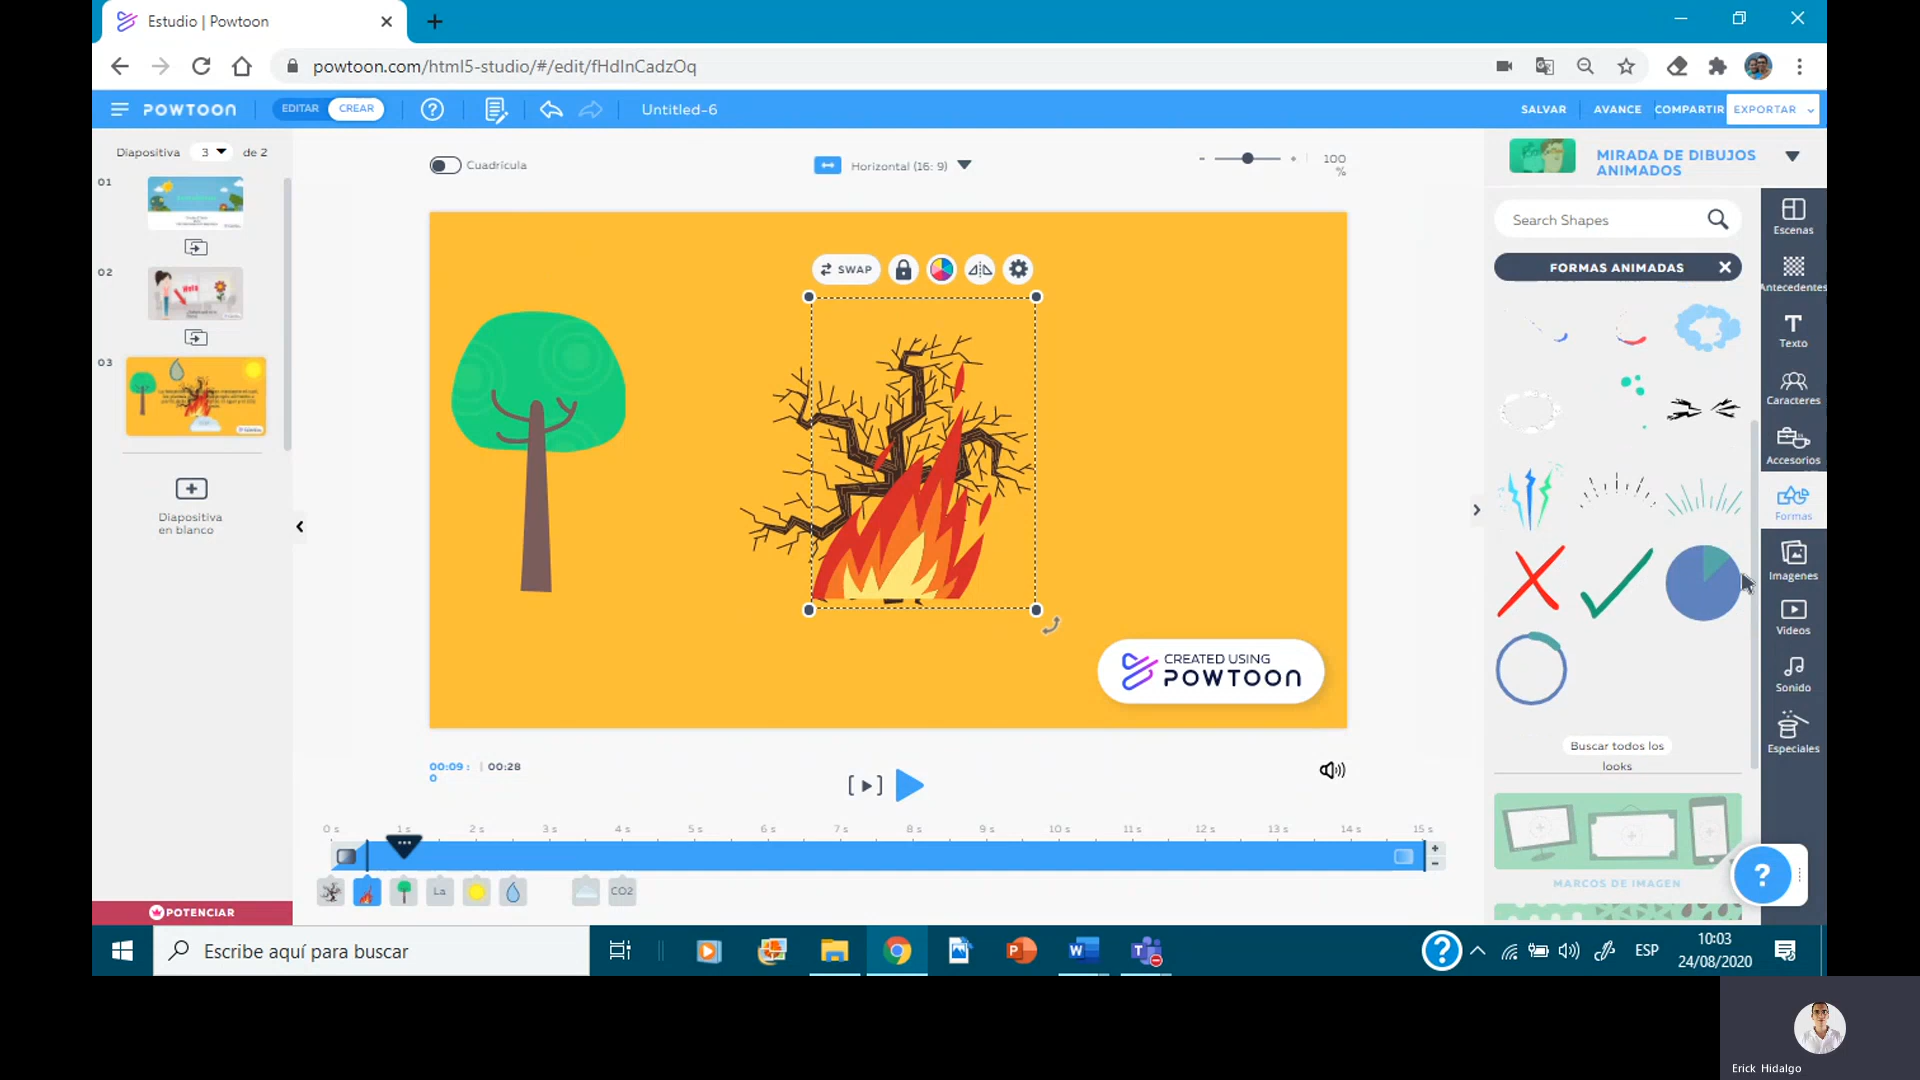 Estudio | Powtoon
powtoon.com/html5-studio/#/edit/fHdInCadzOq
POWTOON
EDITAR CREAR
Untitled-6
SALVAR AVANCE COMPARTIR EXPORTAR
Diapositiva 3 de 2
01
02
Hola
03
Diapositiva
en blanco
POTENCIAR
Cuadrícula
Horizontal (16: 9)
100
%
SWAP
CREATED USING
POWTOON
00:09 : | 00:28
0
0 s 1 s 2 s 3 s 4 s 5 s 6 s 7 s 8 s 9 s 10 s 11 s 12 s 13 s 14 s 15 s
La
CO2
MIRADA DE DIBUJOS
ANIMADOS
Search Shapes
FORMAS ANIMADAS
Buscar todos los
looks
MARCOS DE IMAGEN
Escenas
Antecedentes
Texto
Caracteres
Accesorios
Formas
Imagenes
Videos
Sonido
Especiales
Escribe aquí para buscar
ESP
10:03
24/08/2020
Erick Hidalgo